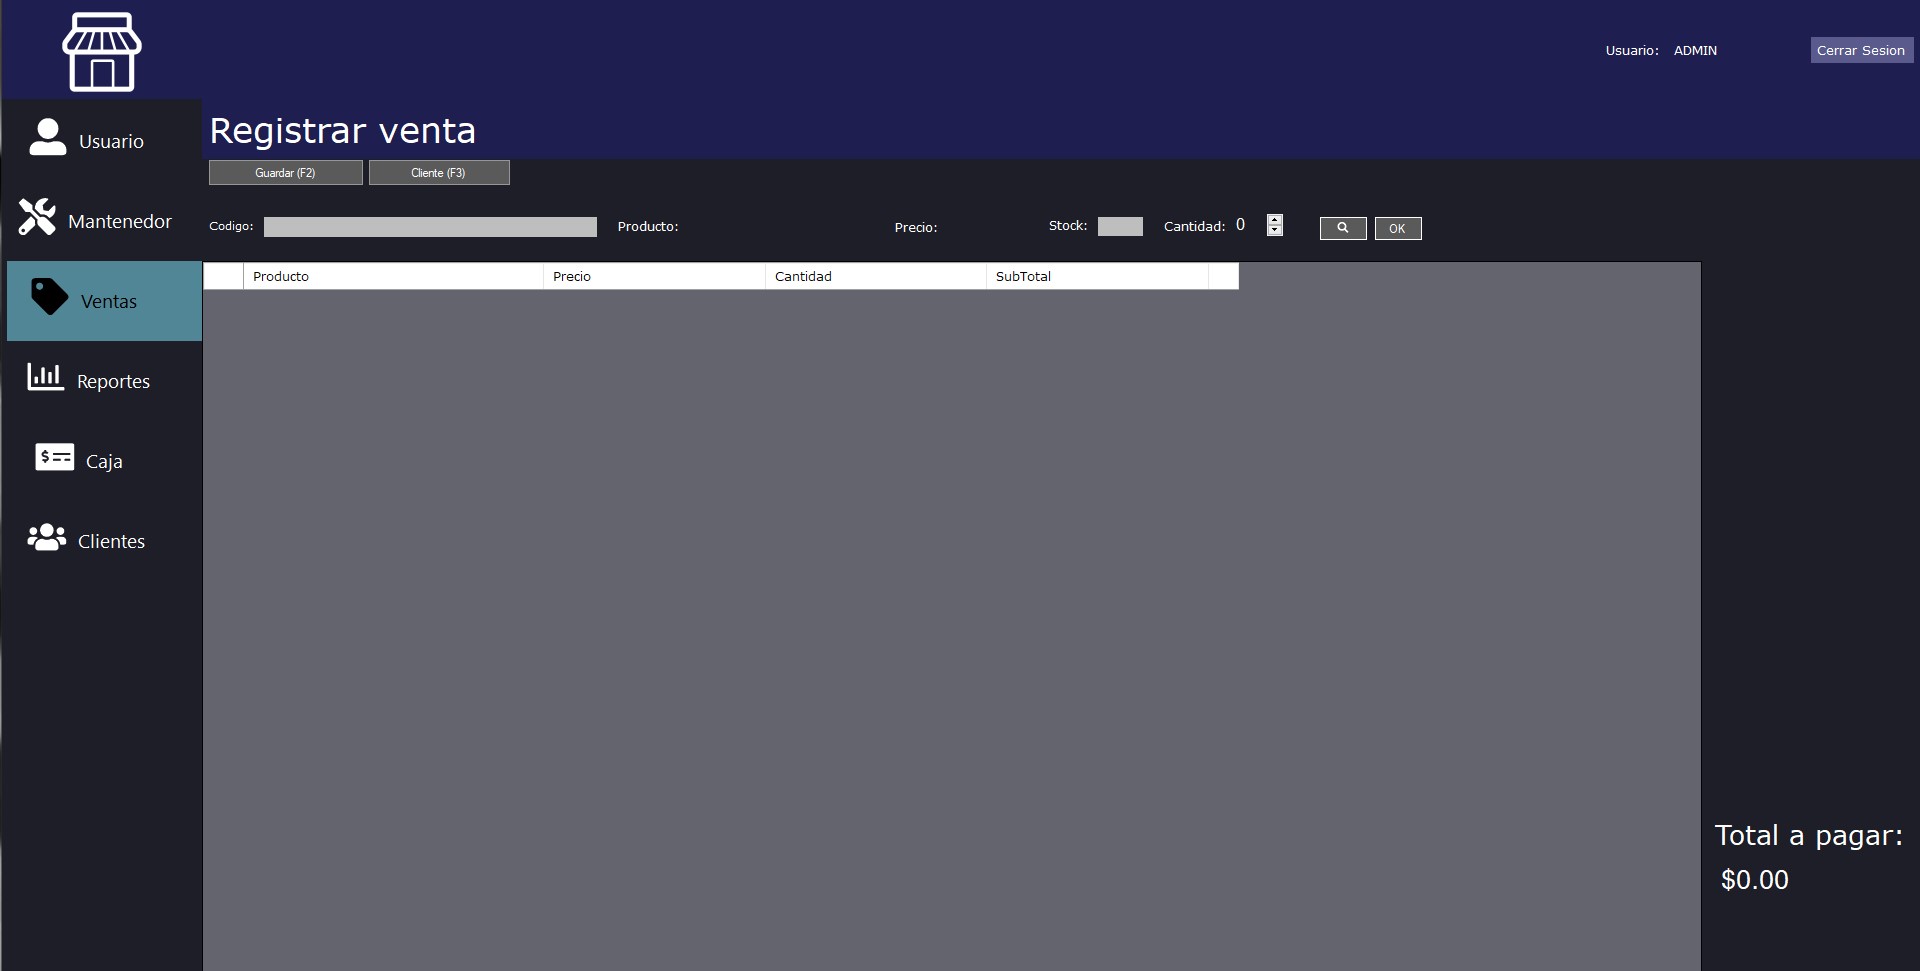 Usuario: ADMIN Cerrar Sesion
Registrar venta
Usuario
Mantenedor
Ventas
Reportes
Caja
Clientes
Guardar (F2) Cliente (F3)
Codigo: Producto: Precio: Stock: Cantidad: 0 OK
Producto Precio Cantidad SubTotal
Total a pagar:
$0.00